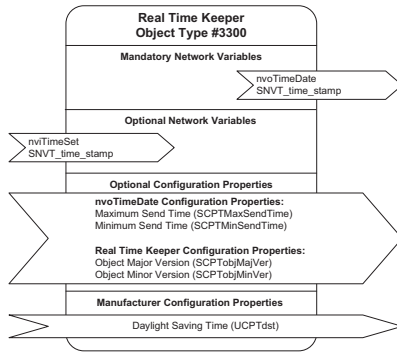 Real Time Keeper
Object Type #3300
Mandatory Network Variables
nvoTimeDate
SNVT_time_stamp
Optional Network Variables
nviTimeSet
SNVT_time_stamp
Optional Configuration Properties
nvoTimeDate Configuration Properties:
Maximum Send Time (SCPTMaxSendTime)
Minimum Send Time (SCPTMinSendTime)
Real Time Keeper Configuration Properties:
Object Major Version (SCPTobjMajVer)
Object Minor Version (SCPTobjMinVer)
Manufacturer Configuration Properties
Daylight Saving Time (UCPTdst)